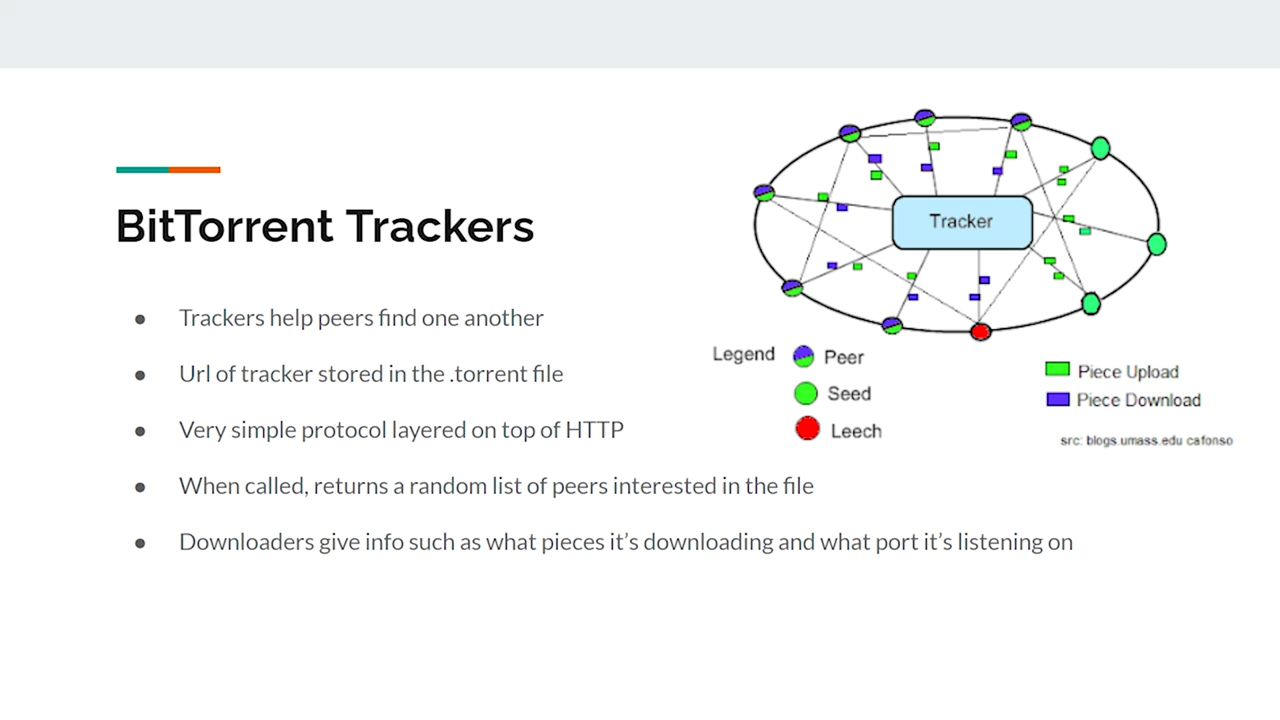 BitTorrent Trackers
● Trackers help peers find one another
● Url of tracker stored in the .torrent file
● Very simple protocol layered on top of HTTP
● When called, returns a random list of peers interested in the file
● Downloaders give info such as what pieces it’s downloading and what port it’s listening on
Tracker
Legend
Peer
Seed
Leech
Piece Upload
Piece Download
src: blogs.umass.edu cafonso